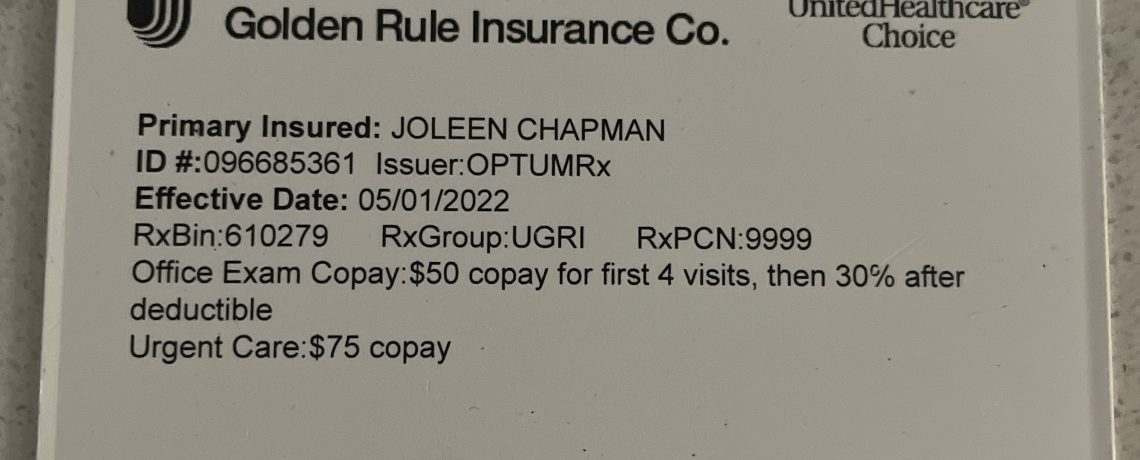 Golden Rule Insurance Co.
UnitedHealthcare®
Choice
Primary Insured: JOLEEN CHAPMAN
ID #:096685361 Issuer:OPTUMRx
Effective Date: 05/01/2022
RxBin:610279 RxGroup:UGRI RxPCN:9999
Office Exam Copay:$50 copay for first 4 visits, then 30% after
deductible
Urgent Care:$75 copay